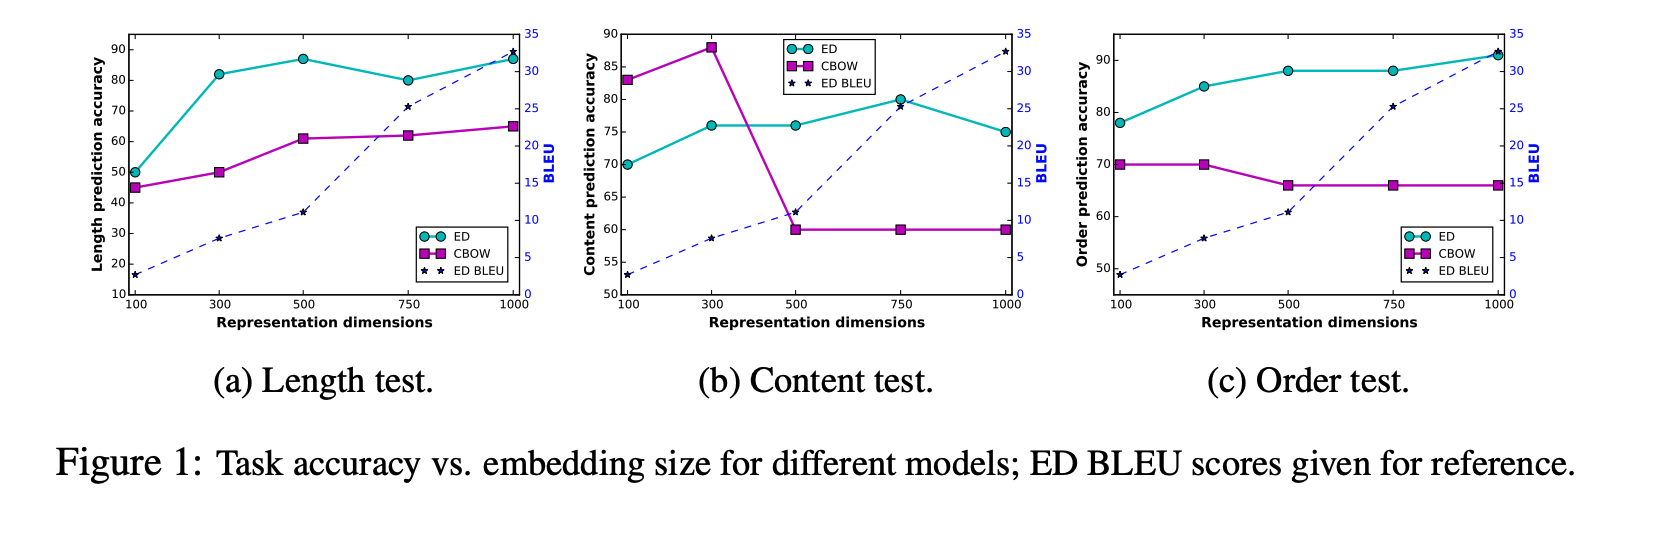 Length prediction accuracy
90
80
70
60
50
40
30
20
10
100 300 500 750 1000
Representation dimensions
35
30
25
20
15
10
5
0
BLEU
ED
CBOW
ED BLEU
(a) Length test.
Content prediction accuracy
90
85
80
75
70
65
60
55
50
100 300 500 750 1000
Representation dimensions
35
30
25
20
15
10
5
0
BLEU
ED
CBOW
ED BLEU
(b) Content test.
Order prediction accuracy
90
80
70
60
50
100 300 500 750 1000
Representation dimensions
35
30
25
20
15
10
5
0
BLEU
ED
CBOW
ED BLEU
(c) Order test.
Figure 1: Task accuracy vs. embedding size for different models; ED BLEU scores given for reference.